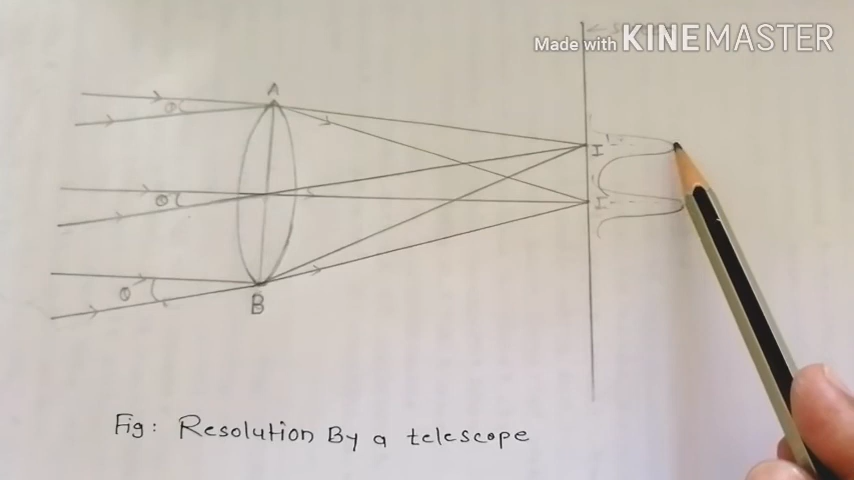 Made with KINEMASTER
A
θ
I'
I
θ
θ
B
Fig: Resolution By a telescope